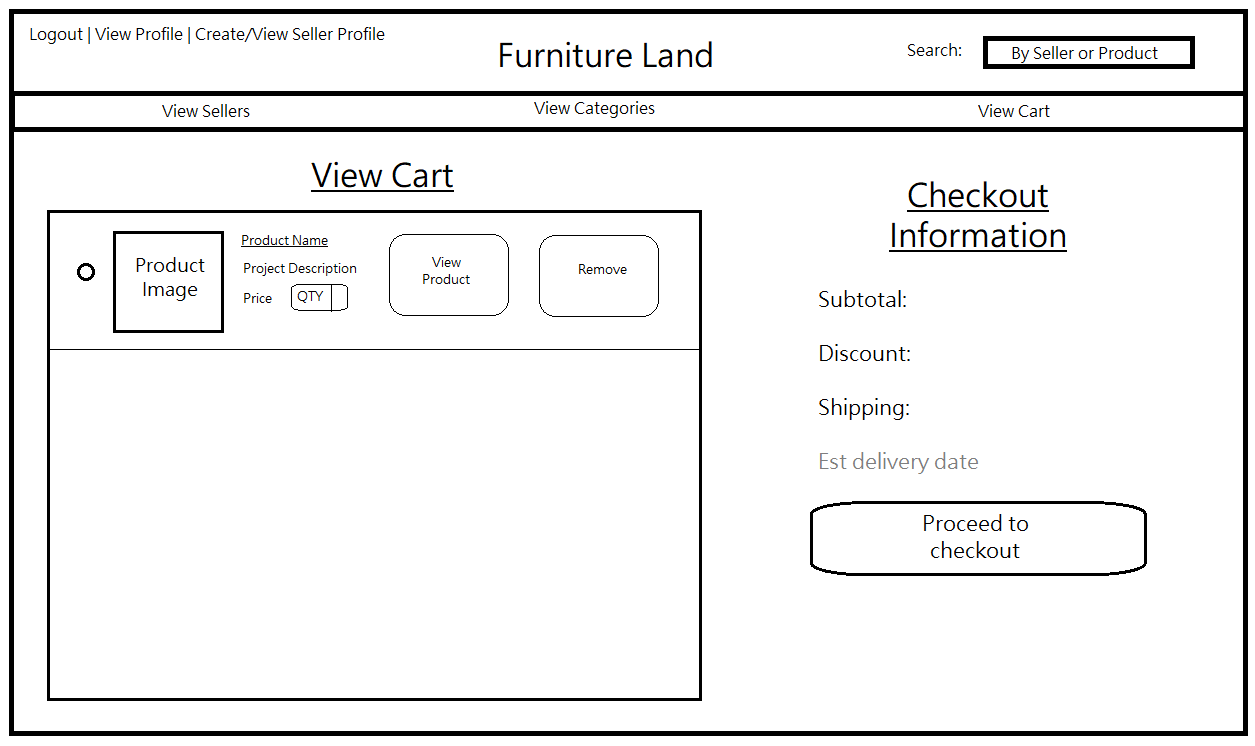 Logout | View Profile | Create/View Seller Profile
Furniture Land
Search:
By Seller or Product
View Sellers
View Categories
View Cart
View Cart
Product
Image
Product Name
Project Description
Price
QTY
View
Product
Remove
Checkout
Information
Subtotal:
Discount:
Shipping:
Est delivery date
Proceed to
checkout